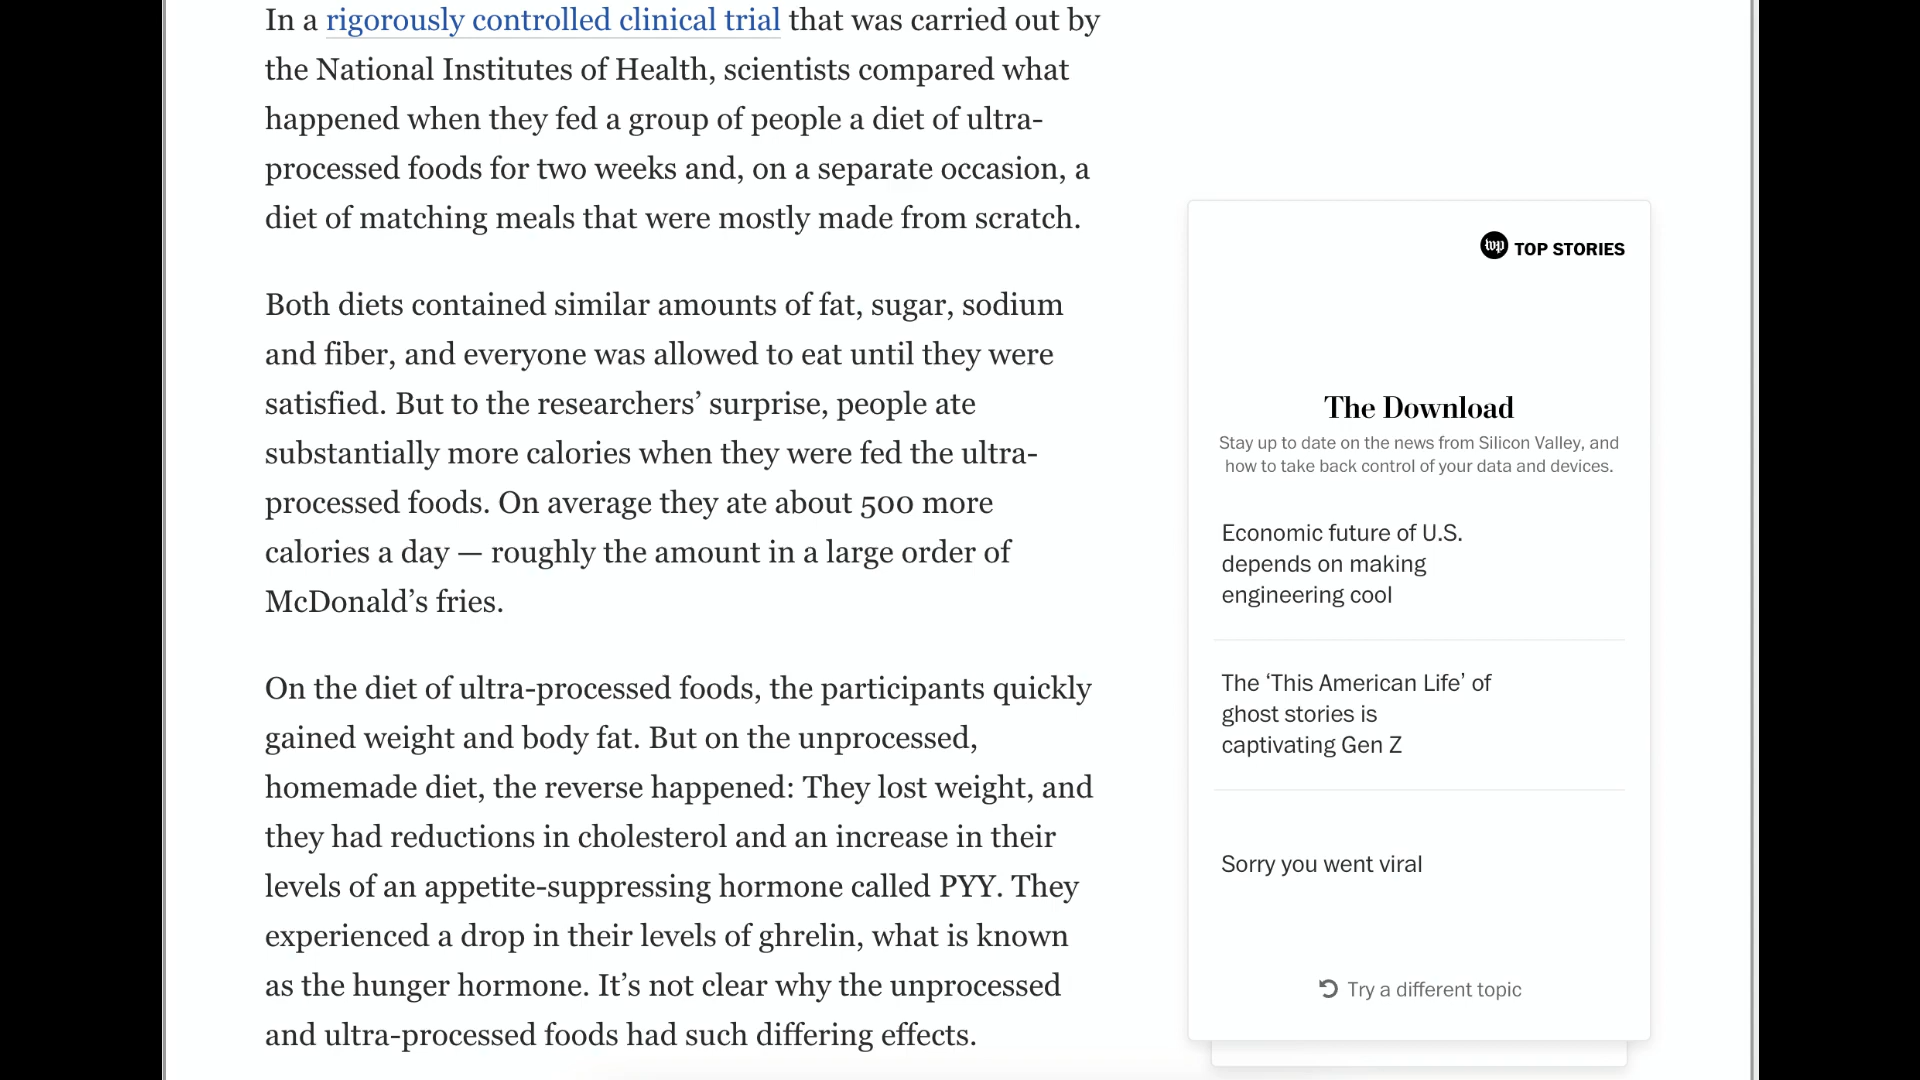 In a rigorously controlled clinical trial that was carried out by
the National Institutes of Health, scientists compared what
happened when they fed a group of people a diet of ultra-
processed foods for two weeks and, on a separate occasion, a
diet of matching meals that were mostly made from scratch.
Both diets contained similar amounts of fat, sugar, sodium
and fiber, and everyone was allowed to eat until they were
satisfied. But to the researchers’ surprise, people ate
substantially more calories when they were fed the ultra-
processed foods. On average they ate about 500 more
calories a day — roughly the amount in a large order of
McDonald’s fries.
On the diet of ultra-processed foods, the participants quickly
gained weight and body fat. But on the unprocessed,
homemade diet, the reverse happened: They lost weight, and
they had reductions in cholesterol and an increase in their
levels of an appetite-suppressing hormone called PYY. They
experienced a drop in their levels of ghrelin, what is known
as the hunger hormone. It’s not clear why the unprocessed
and ultra-processed foods had such differing effects.
wp TOP STORIES
The Download
Stay up to date on the news from Silicon Valley, and
how to take back control of your data and devices.
Economic future of U.S.
depends on making
engineering cool
The ‘This American Life’ of
ghost stories is
captivating Gen Z
Sorry you went viral
Try a different topic